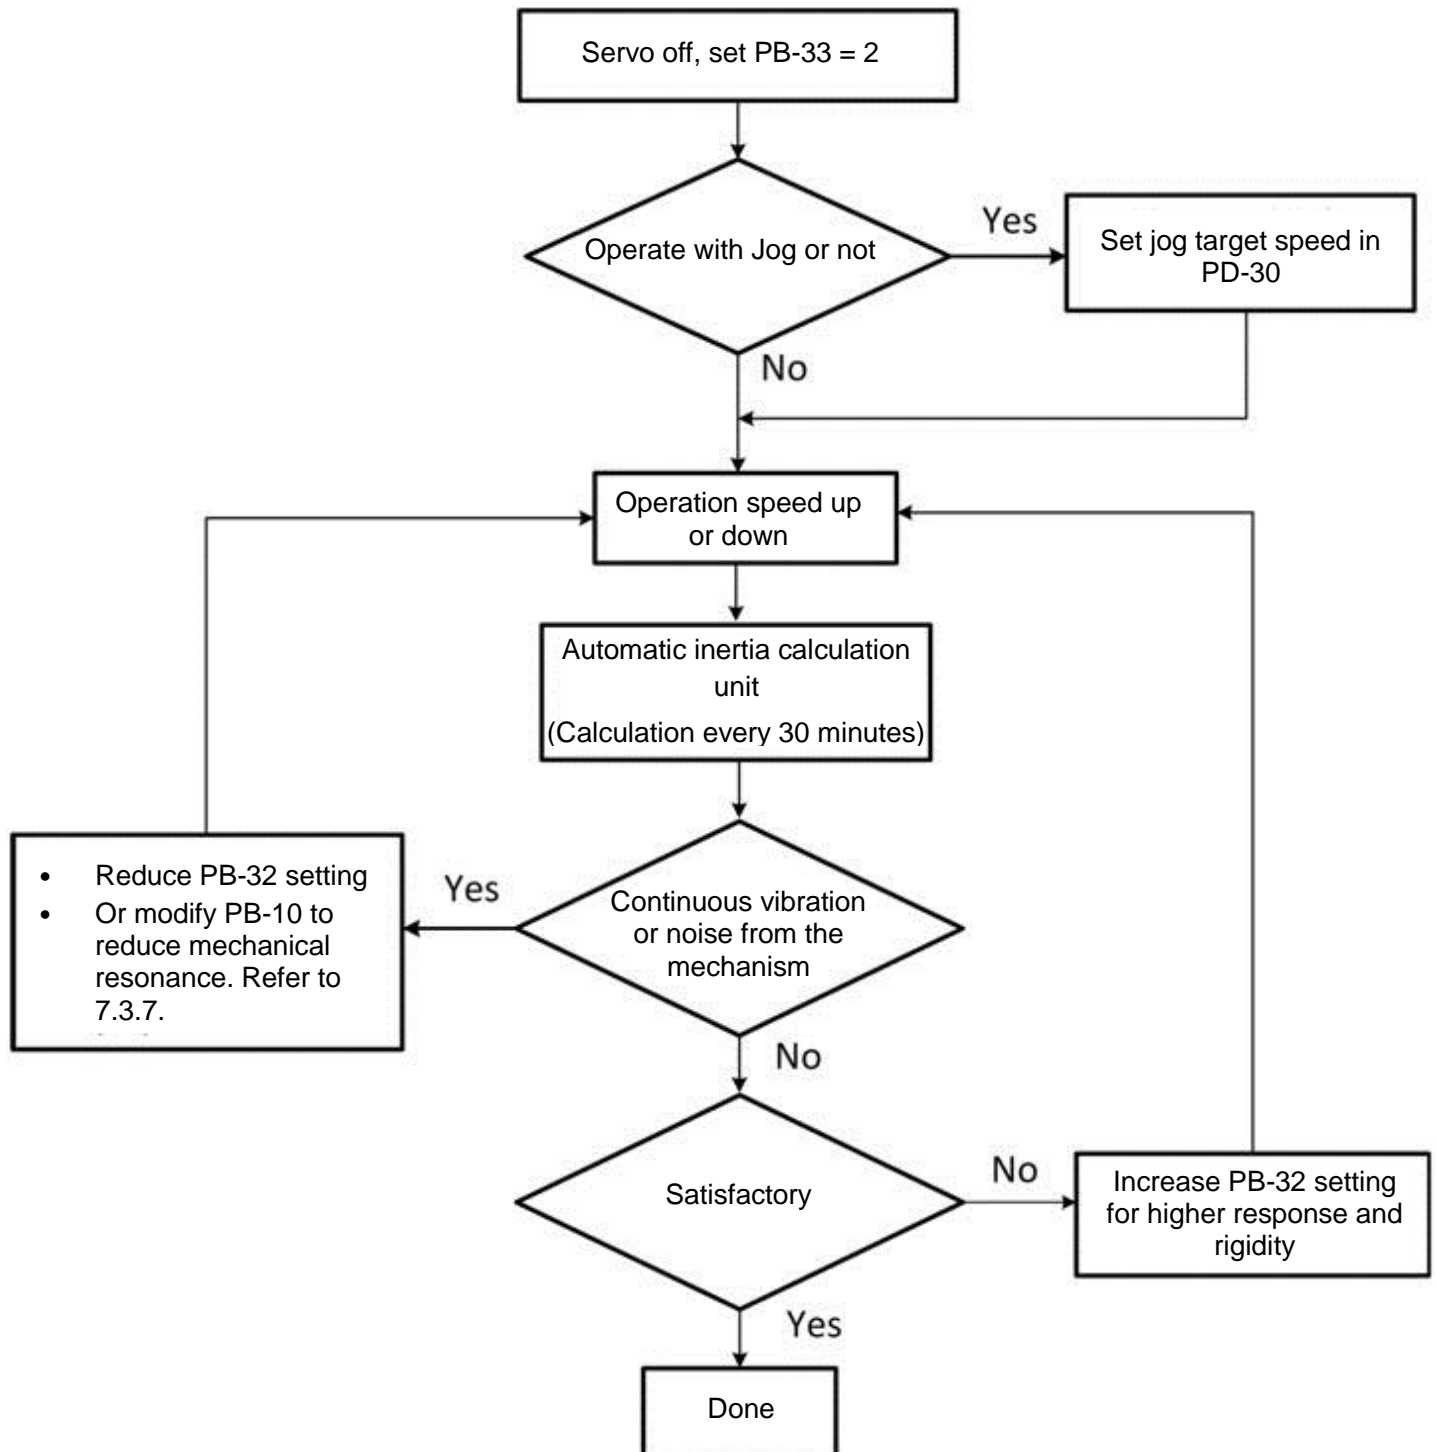 Servo off, set PB-33 = 2
Operate with Jog or not
Yes
Set jog target speed in
PD-30
No
Operation speed up
or down
Automatic inertia calculation
unit
(Calculation every 30 minutes)
• Reduce PB-32 setting
• Or modify PB-10 to
reduce mechanical
resonance. Refer to
7.3.7.
Yes
Continuous vibration
or noise from the
mechanism
No
Satisfactory
No
Increase PB-32 setting
for higher response and
rigidity
Yes
Done